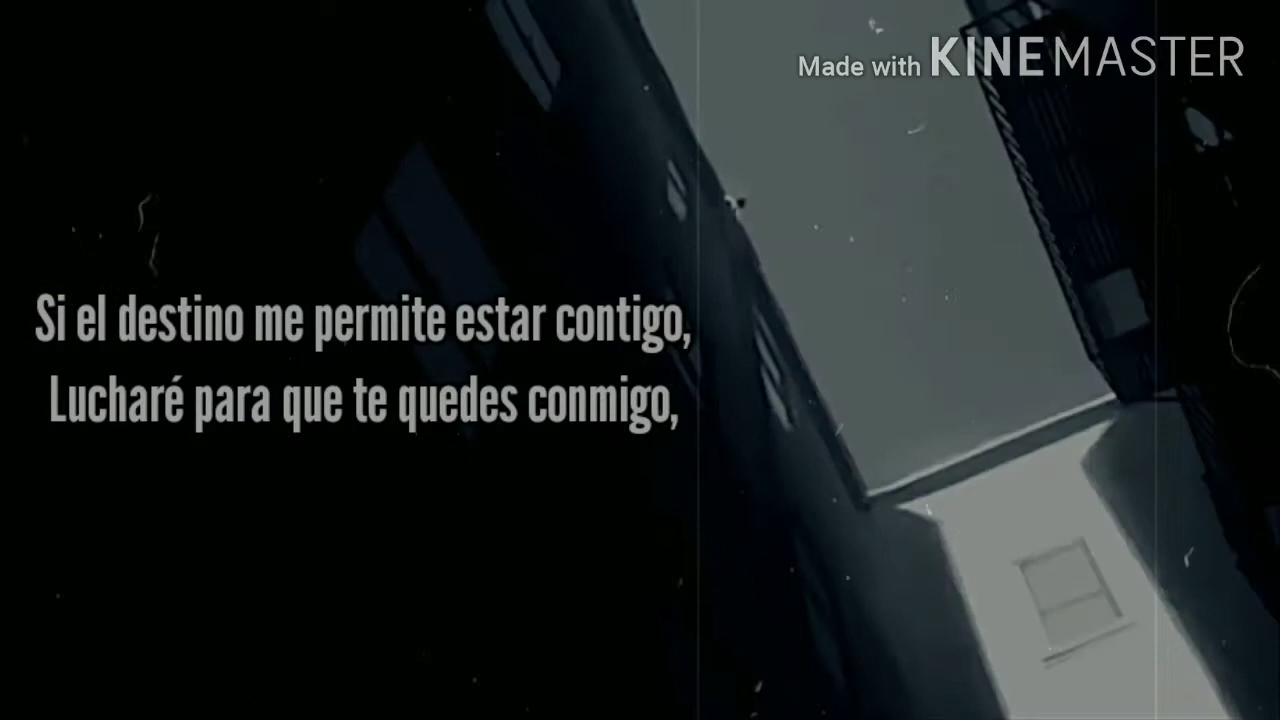 Made with KINEMASTER
Si el destino me permite estar contigo,
Lucharé para que te quedes conmigo,